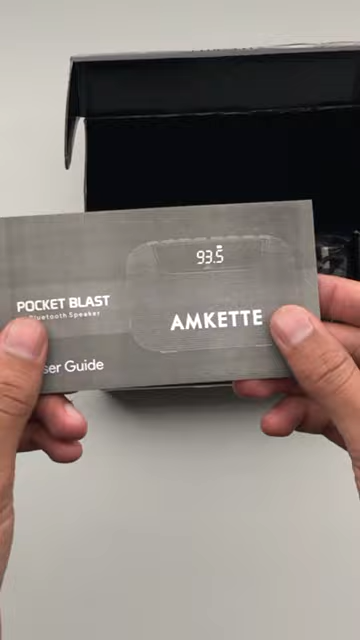 93.5
POCKET BLAST
Bluetooth Speaker
AMKETTE
ser Guide